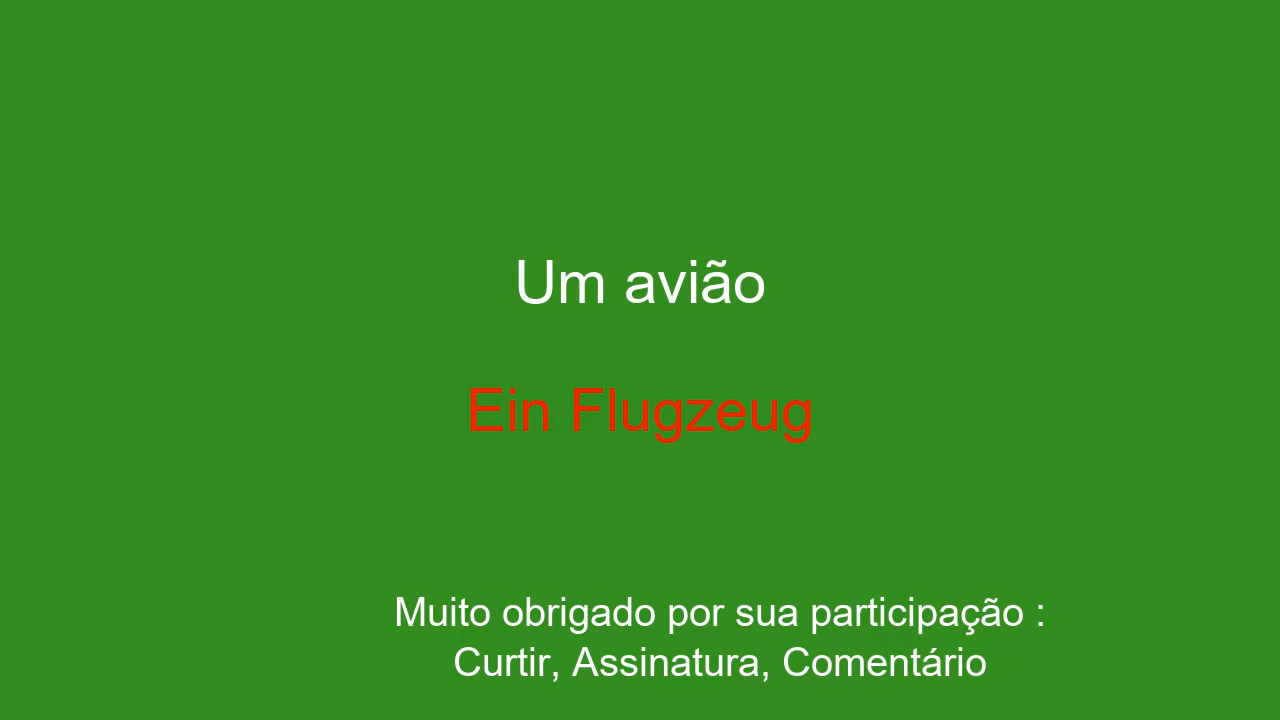 Um avião
Ein Flugzeug
Muito obrigado por sua participação :
Curtir, Assinatura, Comentário